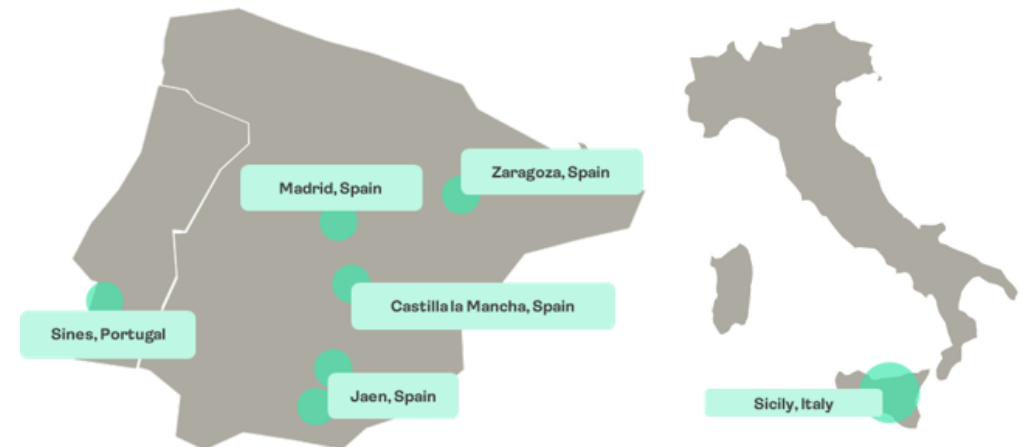 Madrid, Spain
Zaragoza, Spain
Castilla la Mancha, Spain
Sines, Portugal
Jaen, Spain
Sicily, Italy